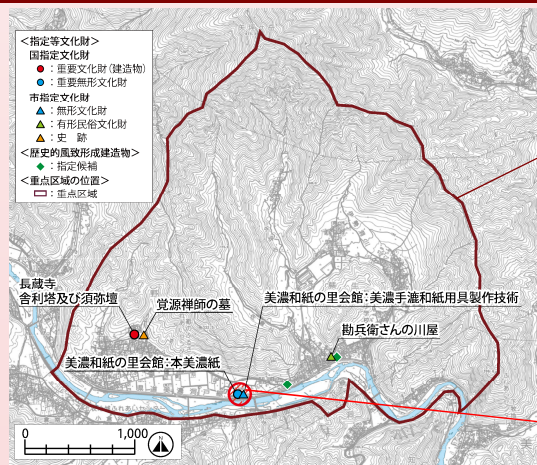 <指定等文化財>
国指定文化財
：重要文化財(建造物)
：重要無形文化財
市指定文化財
：無形文化財
：有形民俗文化財
：史　跡
<歴史的風致形成建造物>
：指定候補
<重点区域の位置>
：重点区域
長蔵寺
舎利塔及び須弥壇
覚源禅師の墓
美濃和紙の里会館：美濃手漉和紙用具製作技術
勘兵衛さんの川屋
美濃和紙の里会館：本美濃紙
0 1,000
N
美